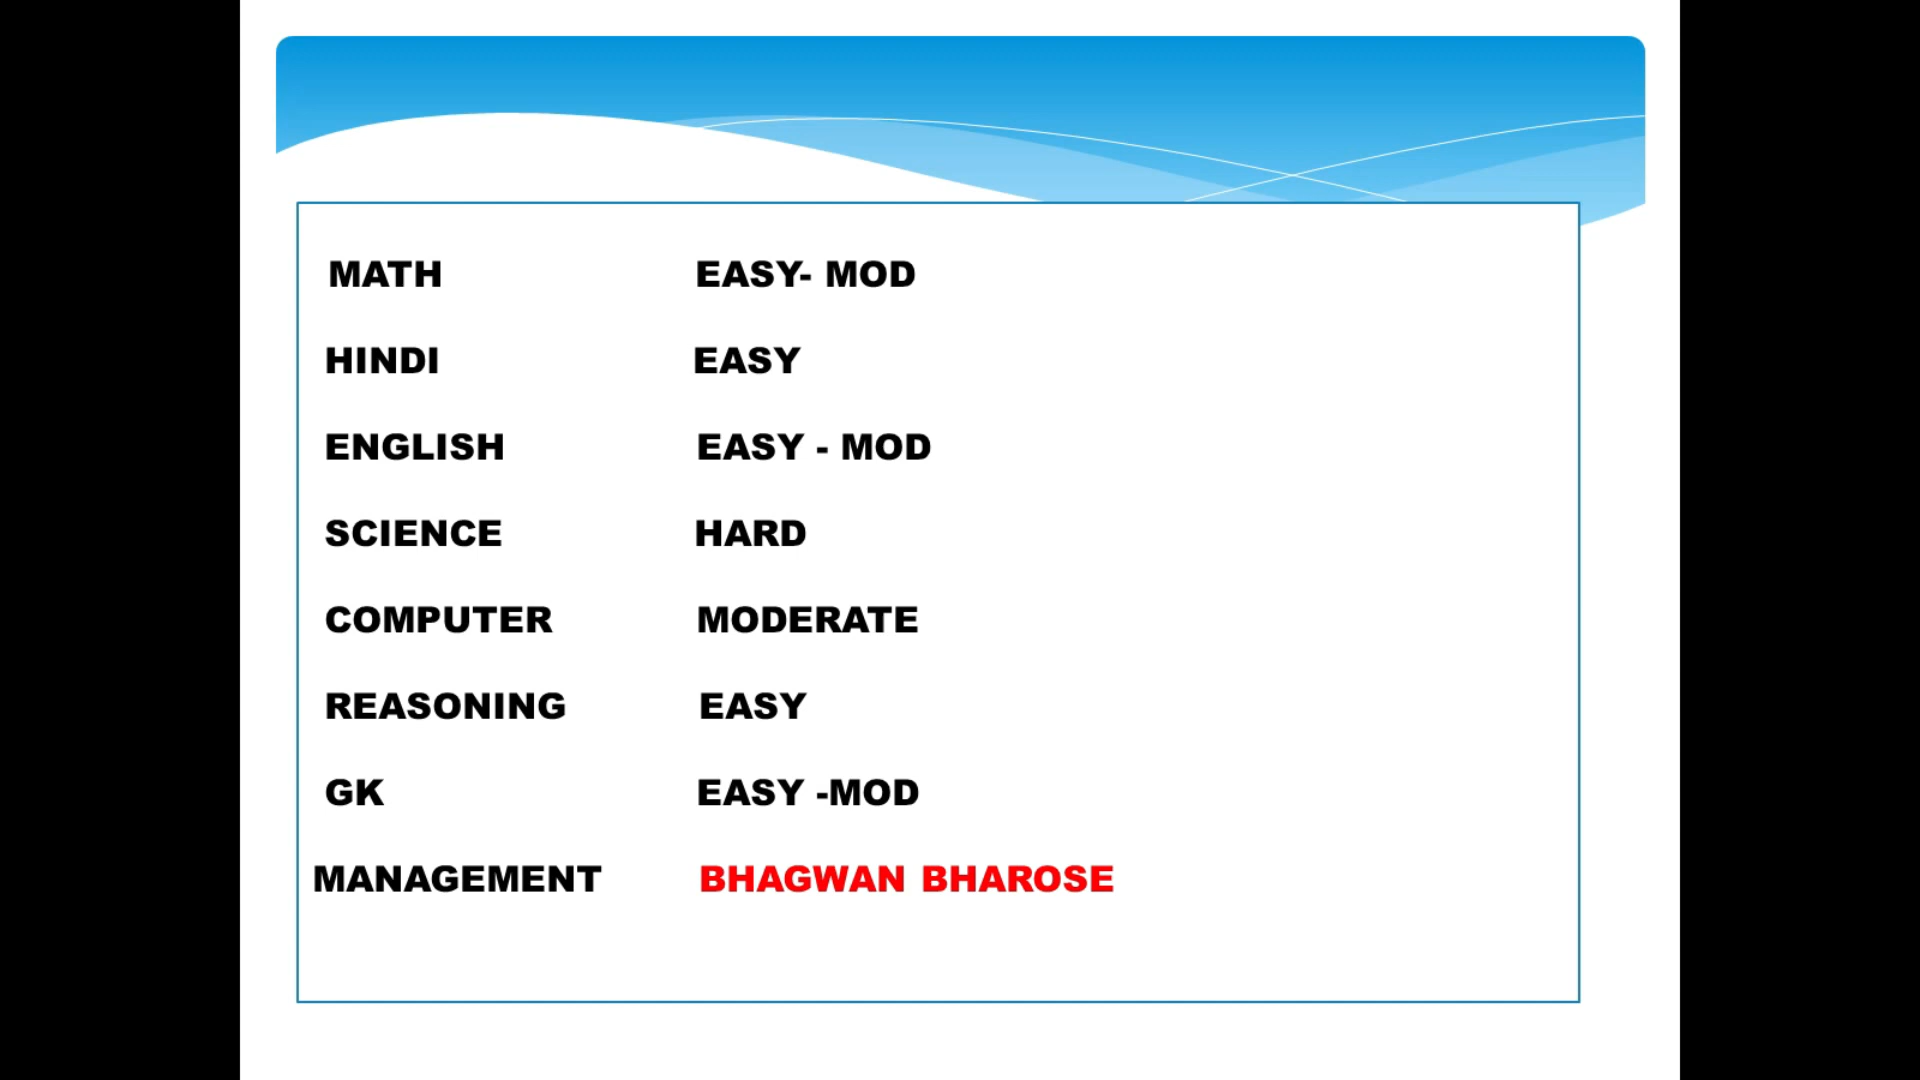 MATH EASY- MOD
HINDI EASY
ENGLISH EASY - MOD
SCIENCE HARD
COMPUTER MODERATE
REASONING EASY
GK EASY -MOD
MANAGEMENT BHAGWAN BHAROSE